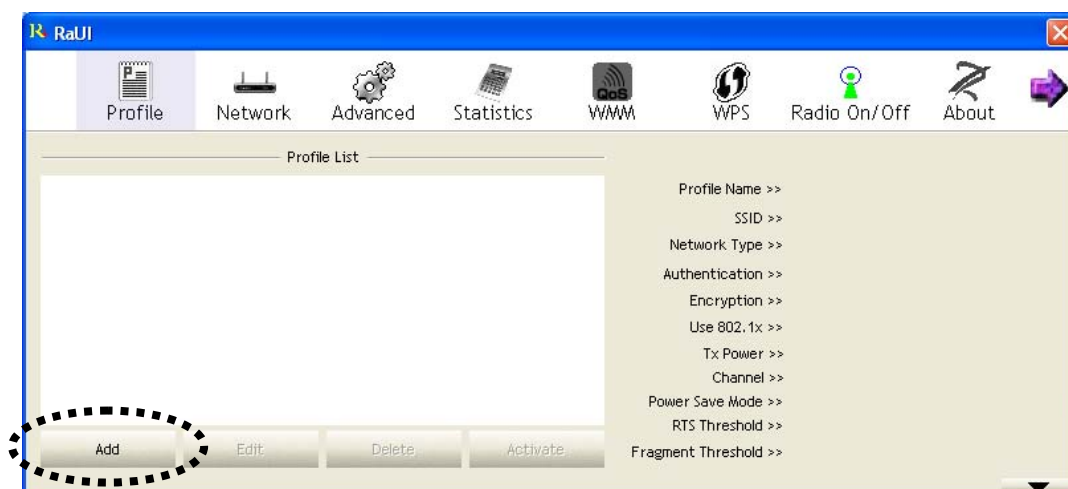 RaUI
Profile Network Advanced Statistics WMM WPS Radio On/Off About
P QoS
Profile List
Profile Name >>
SSID >>
Network Type >>
Authentication >>
Encryption >>
Use 802.1x >>
Tx Power >>
Channel >>
Power Save Mode >>
RTS Threshold >>
Fragment Threshold >>
Add Edit Delete Activate